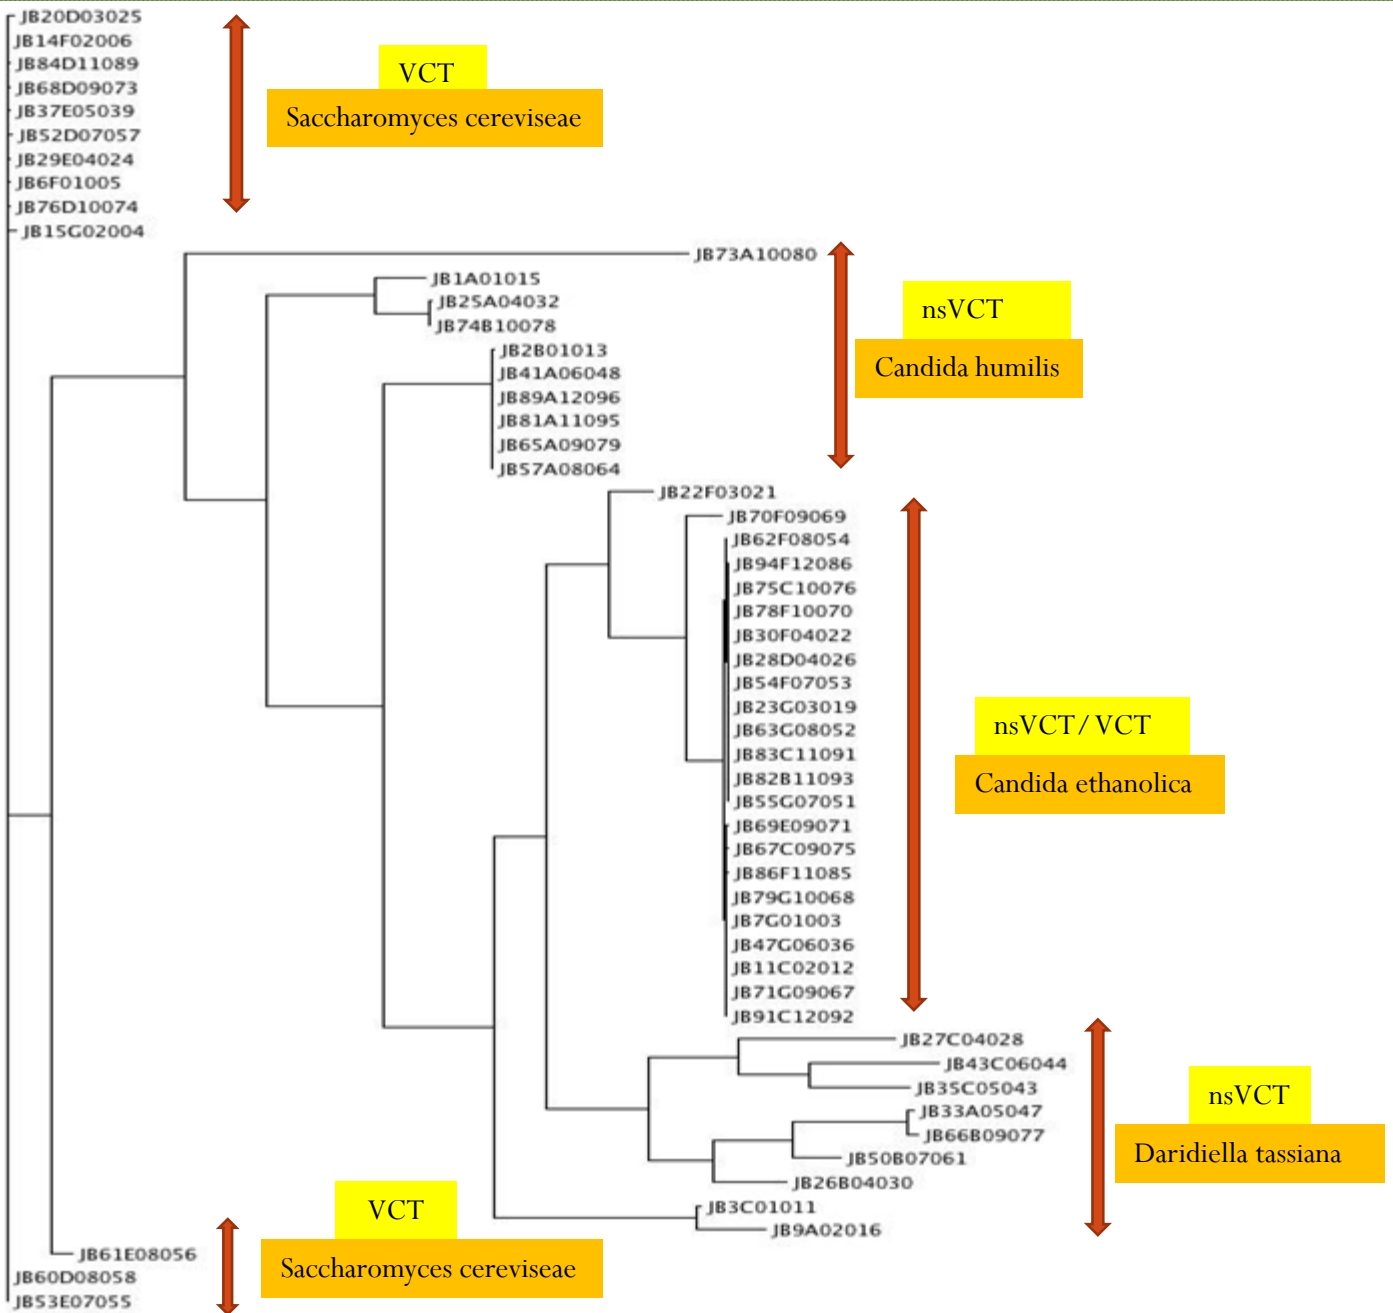 JB20D03025
JB14F02006
JB84D11089
JB68D09073
JB37E05039
JB52D07057
JB29E04024
JB6F01005
JB76D10074
JB15G02004
VCT
Saccharomyces cereviseae
JB73A10080
JB1A01015
JB25A04032
JB74B10078
JB2B01013
JB41A06048
JB89A12096
JB81A11095
JB65A09079
JB57A08064
nsVCT
Candida humilis
JB22F03021
JB70F09069
JB62F08054
JB94F12086
JB75C10076
JB78F10070
JB30F04022
JB28D04026
JB54F07053
JB23G03019
JB63G08052
JB83C11091
JB82B11093
JB55G07051
JB69E09071
JB67C09075
JB86F11085
JB79G10068
JB7G01003
JB47G06036
JB11C02012
JB71G09067
JB91C12092
nsVCT/VCT
Candida ethanolica
JB27C04028
JB43C06044
JB35C05043
JB33A05047
JB66B09077
JB50B07061
JB26B04030
JB3C01011
JB9A02016
nsVCT
Daridiella tassiana
JB61E08056
JB60D08058
JB53E07055
VCT
Saccharomyces cereviseae